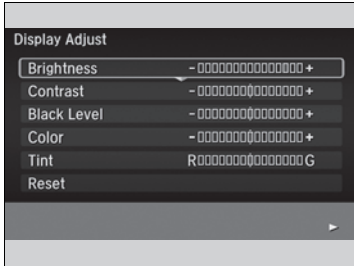 Display Adjust
Brightness - +
Contrast - +
Black Level - +
Color - +
Tint R G
Reset